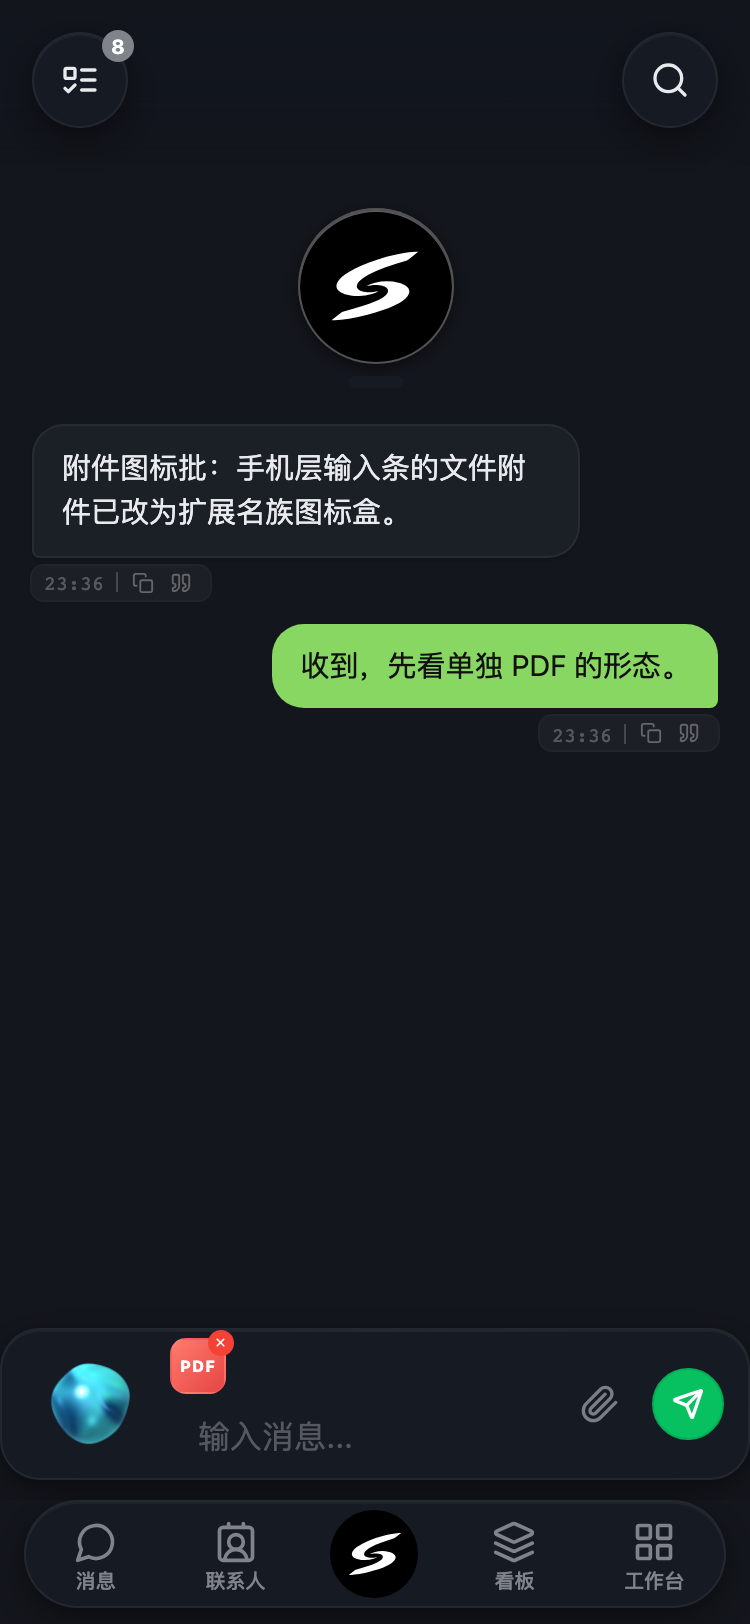 8
附件图标批：手机层输入条的文件附
件已改为扩展名族图标盒。
23:36
收到，先看单独 PDF 的形态。
23:36
PDF
输入消息...
消息
联系人
看板
工作台